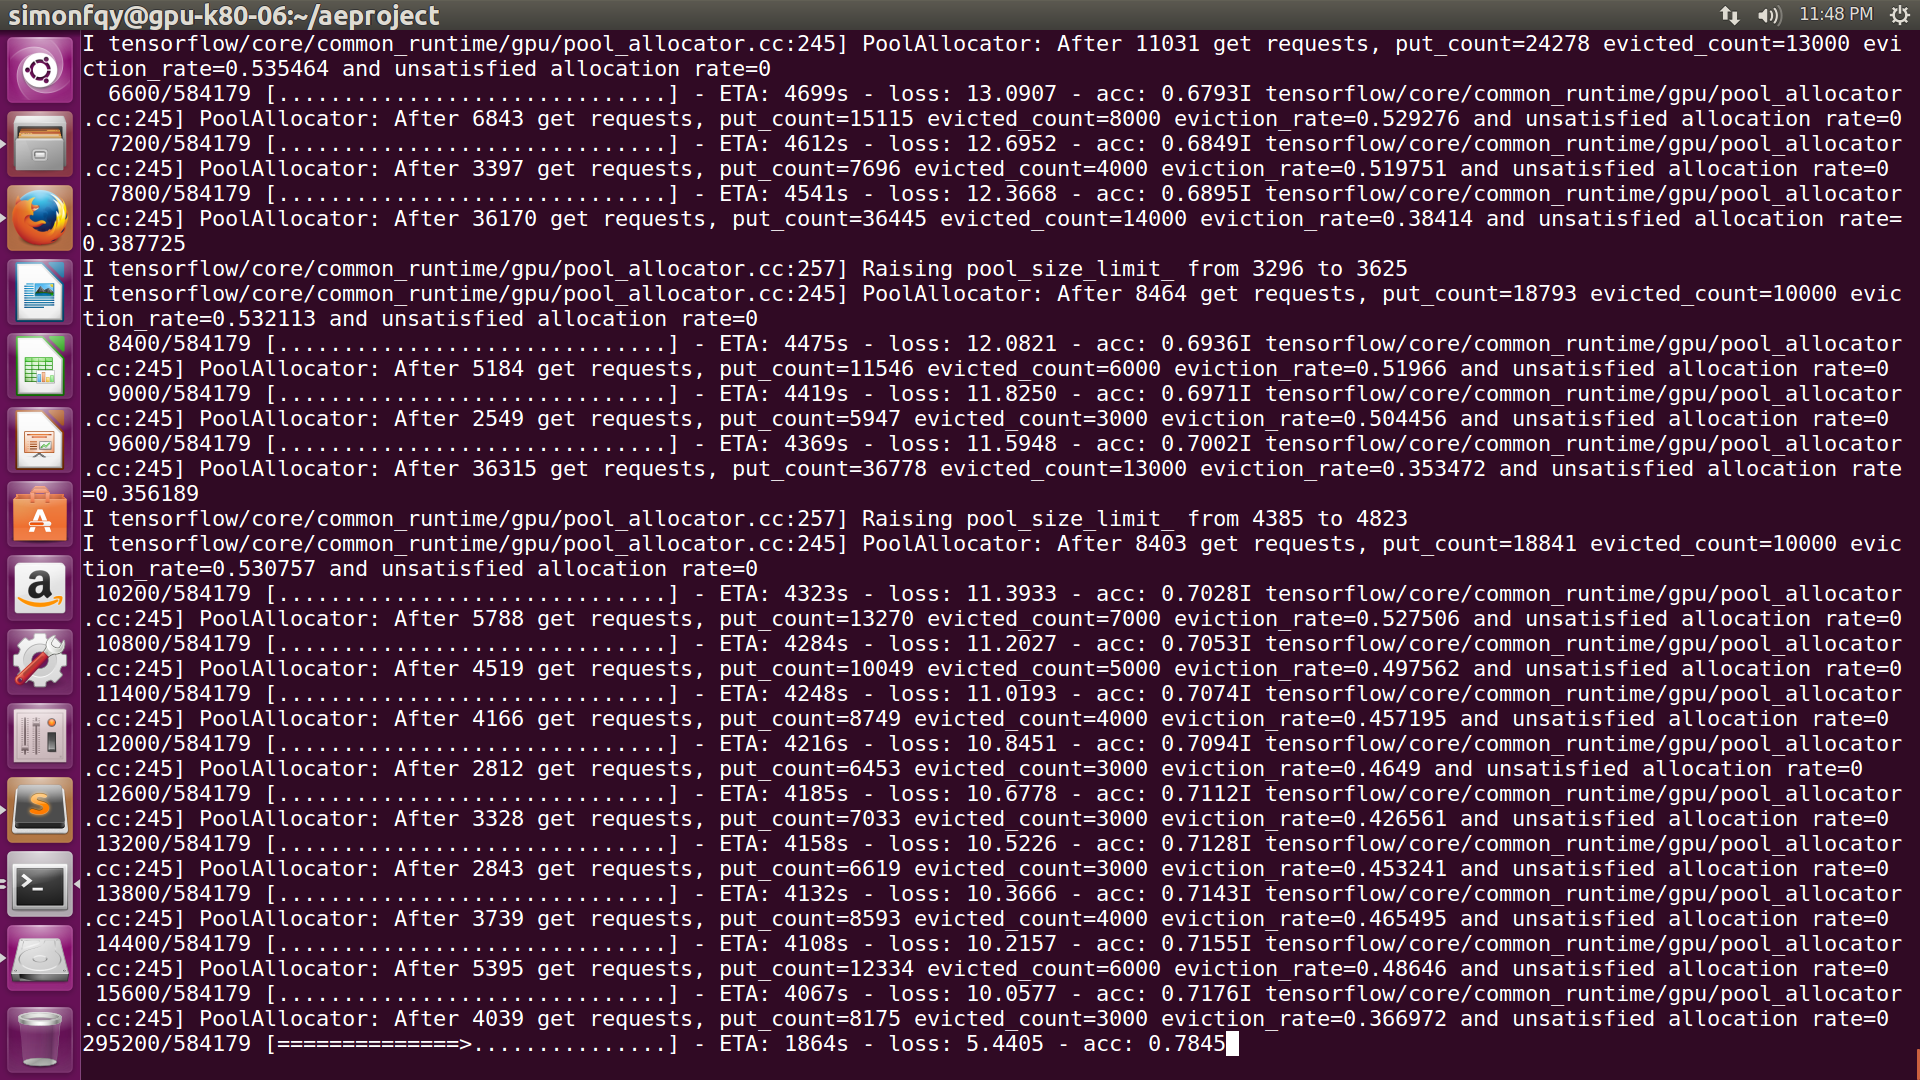 simonfqy@gpu-k80-06:~/aeproject
11:48 PM
I tensorflow/core/common_runtime/gpu/pool_allocator.cc:245] PoolAllocator: After 11031 get requests, put_count=24278 evicted_count=13000 evi
ction_rate=0.535464 and unsatisfied allocation rate=0
6600/584179 [..............................] - ETA: 4699s - loss: 13.0907 - acc: 0.6793I tensorflow/core/common_runtime/gpu/pool_allocator
.cc:245] PoolAllocator: After 6843 get requests, put_count=15115 evicted_count=8000 eviction_rate=0.529276 and unsatisfied allocation rate=0
7200/584179 [..............................] - ETA: 4612s - loss: 12.6952 - acc: 0.6849I tensorflow/core/common_runtime/gpu/pool_allocator
.cc:245] PoolAllocator: After 3397 get requests, put_count=7696 evicted_count=4000 eviction_rate=0.519751 and unsatisfied allocation rate=0
7800/584179 [..............................] - ETA: 4541s - loss: 12.3668 - acc: 0.6895I tensorflow/core/common_runtime/gpu/pool_allocator
.cc:245] PoolAllocator: After 36170 get requests, put_count=36445 evicted_count=14000 eviction_rate=0.38414 and unsatisfied allocation rate=
0.387725
I tensorflow/core/common_runtime/gpu/pool_allocator.cc:257] Raising pool_size_limit_ from 3296 to 3625
I tensorflow/core/common_runtime/gpu/pool_allocator.cc:245] PoolAllocator: After 8464 get requests, put_count=18793 evicted_count=10000 evic
tion_rate=0.532113 and unsatisfied allocation rate=0
8400/584179 [..............................] - ETA: 4475s - loss: 12.0821 - acc: 0.6936I tensorflow/core/common_runtime/gpu/pool_allocator
.cc:245] PoolAllocator: After 5184 get requests, put_count=11546 evicted_count=6000 eviction_rate=0.51966 and unsatisfied allocation rate=0
9000/584179 [..............................] - ETA: 4419s - loss: 11.8250 - acc: 0.6971I tensorflow/core/common_runtime/gpu/pool_allocator
.cc:245] PoolAllocator: After 2549 get requests, put_count=5947 evicted_count=3000 eviction_rate=0.504456 and unsatisfied allocation rate=0
9600/584179 [..............................] - ETA: 4369s - loss: 11.5948 - acc: 0.7002I tensorflow/core/common_runtime/gpu/pool_allocator
.cc:245] PoolAllocator: After 36315 get requests, put_count=36778 evicted_count=13000 eviction_rate=0.353472 and unsatisfied allocation rate
=0.356189
I tensorflow/core/common_runtime/gpu/pool_allocator.cc:257] Raising pool_size_limit_ from 4385 to 4823
I tensorflow/core/common_runtime/gpu/pool_allocator.cc:245] PoolAllocator: After 8403 get requests, put_count=18841 evicted_count=10000 evic
tion_rate=0.530757 and unsatisfied allocation rate=0
10200/584179 [..............................] - ETA: 4323s - loss: 11.3933 - acc: 0.7028I tensorflow/core/common_runtime/gpu/pool_allocator
.cc:245] PoolAllocator: After 5788 get requests, put_count=13270 evicted_count=7000 eviction_rate=0.527506 and unsatisfied allocation rate=0
10800/584179 [..............................] - ETA: 4284s - loss: 11.2027 - acc: 0.7053I tensorflow/core/common_runtime/gpu/pool_allocator
.cc:245] PoolAllocator: After 4519 get requests, put_count=10049 evicted_count=5000 eviction_rate=0.497562 and unsatisfied allocation rate=0
11400/584179 [..............................] - ETA: 4248s - loss: 11.0193 - acc: 0.7074I tensorflow/core/common_runtime/gpu/pool_allocator
.cc:245] PoolAllocator: After 4166 get requests, put_count=8749 evicted_count=4000 eviction_rate=0.457195 and unsatisfied allocation rate=0
12000/584179 [..............................] - ETA: 4216s - loss: 10.8451 - acc: 0.7094I tensorflow/core/common_runtime/gpu/pool_allocator
.cc:245] PoolAllocator: After 2812 get requests, put_count=6453 evicted_count=3000 eviction_rate=0.4649 and unsatisfied allocation rate=0
12600/584179 [..............................] - ETA: 4185s - loss: 10.6778 - acc: 0.7112I tensorflow/core/common_runtime/gpu/pool_allocator
.cc:245] PoolAllocator: After 3328 get requests, put_count=7033 evicted_count=3000 eviction_rate=0.426561 and unsatisfied allocation rate=0
13200/584179 [..............................] - ETA: 4158s - loss: 10.5226 - acc: 0.7128I tensorflow/core/common_runtime/gpu/pool_allocator
.cc:245] PoolAllocator: After 2843 get requests, put_count=6619 evicted_count=3000 eviction_rate=0.453241 and unsatisfied allocation rate=0
13800/584179 [..............................] - ETA: 4132s - loss: 10.3666 - acc: 0.7143I tensorflow/core/common_runtime/gpu/pool_allocator
.cc:245] PoolAllocator: After 3739 get requests, put_count=8593 evicted_count=4000 eviction_rate=0.465495 and unsatisfied allocation rate=0
14400/584179 [..............................] - ETA: 4108s - loss: 10.2157 - acc: 0.7155I tensorflow/core/common_runtime/gpu/pool_allocator
.cc:245] PoolAllocator: After 5395 get requests, put_count=12334 evicted_count=6000 eviction_rate=0.48646 and unsatisfied allocation rate=0
15600/584179 [..............................] - ETA: 4067s - loss: 10.0577 - acc: 0.7176I tensorflow/core/common_runtime/gpu/pool_allocator
.cc:245] PoolAllocator: After 4039 get requests, put_count=8175 evicted_count=3000 eviction_rate=0.366972 and unsatisfied allocation rate=0
295200/584179 [==============>...............] - ETA: 1864s - loss: 5.4405 - acc: 0.7845